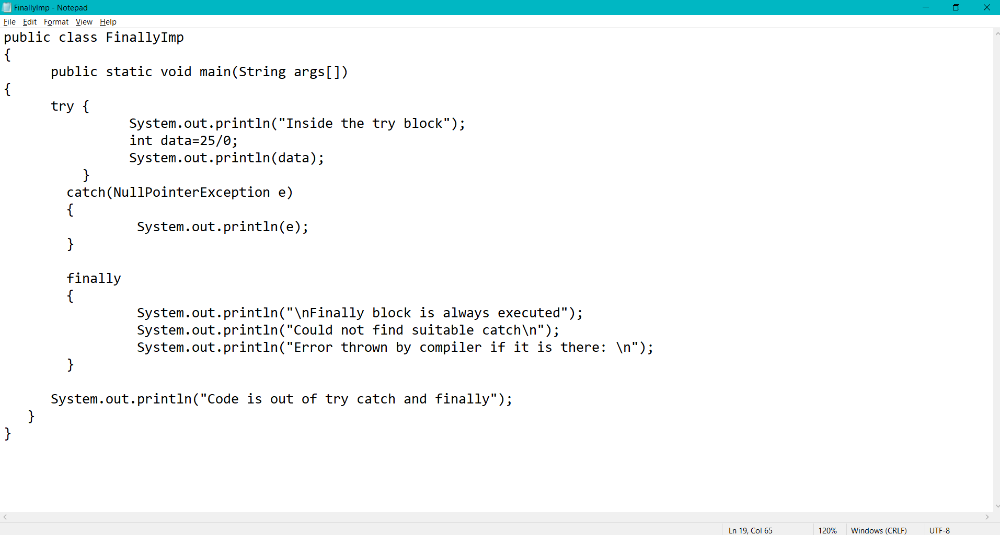 FinallyImp - Notepad
File Edit Format View Help
public class FinallyImp
{
      public static void main(String args[])
{
      try {
                System.out.println("Inside the try block");
                int data=25/0;
                System.out.println(data);
          }
        catch(NullPointerException e)
        {
                 System.out.println(e);
        }

        finally
        {
                 System.out.println("\nFinally block is always executed");
                 System.out.println("Could not find suitable catch\n");
                 System.out.println("Error thrown by compiler if it is there: \n");
        }

      System.out.println("Code is out of try catch and finally");
   }
}
Ln 19, Col 65 120% Windows (CRLF) UTF-8